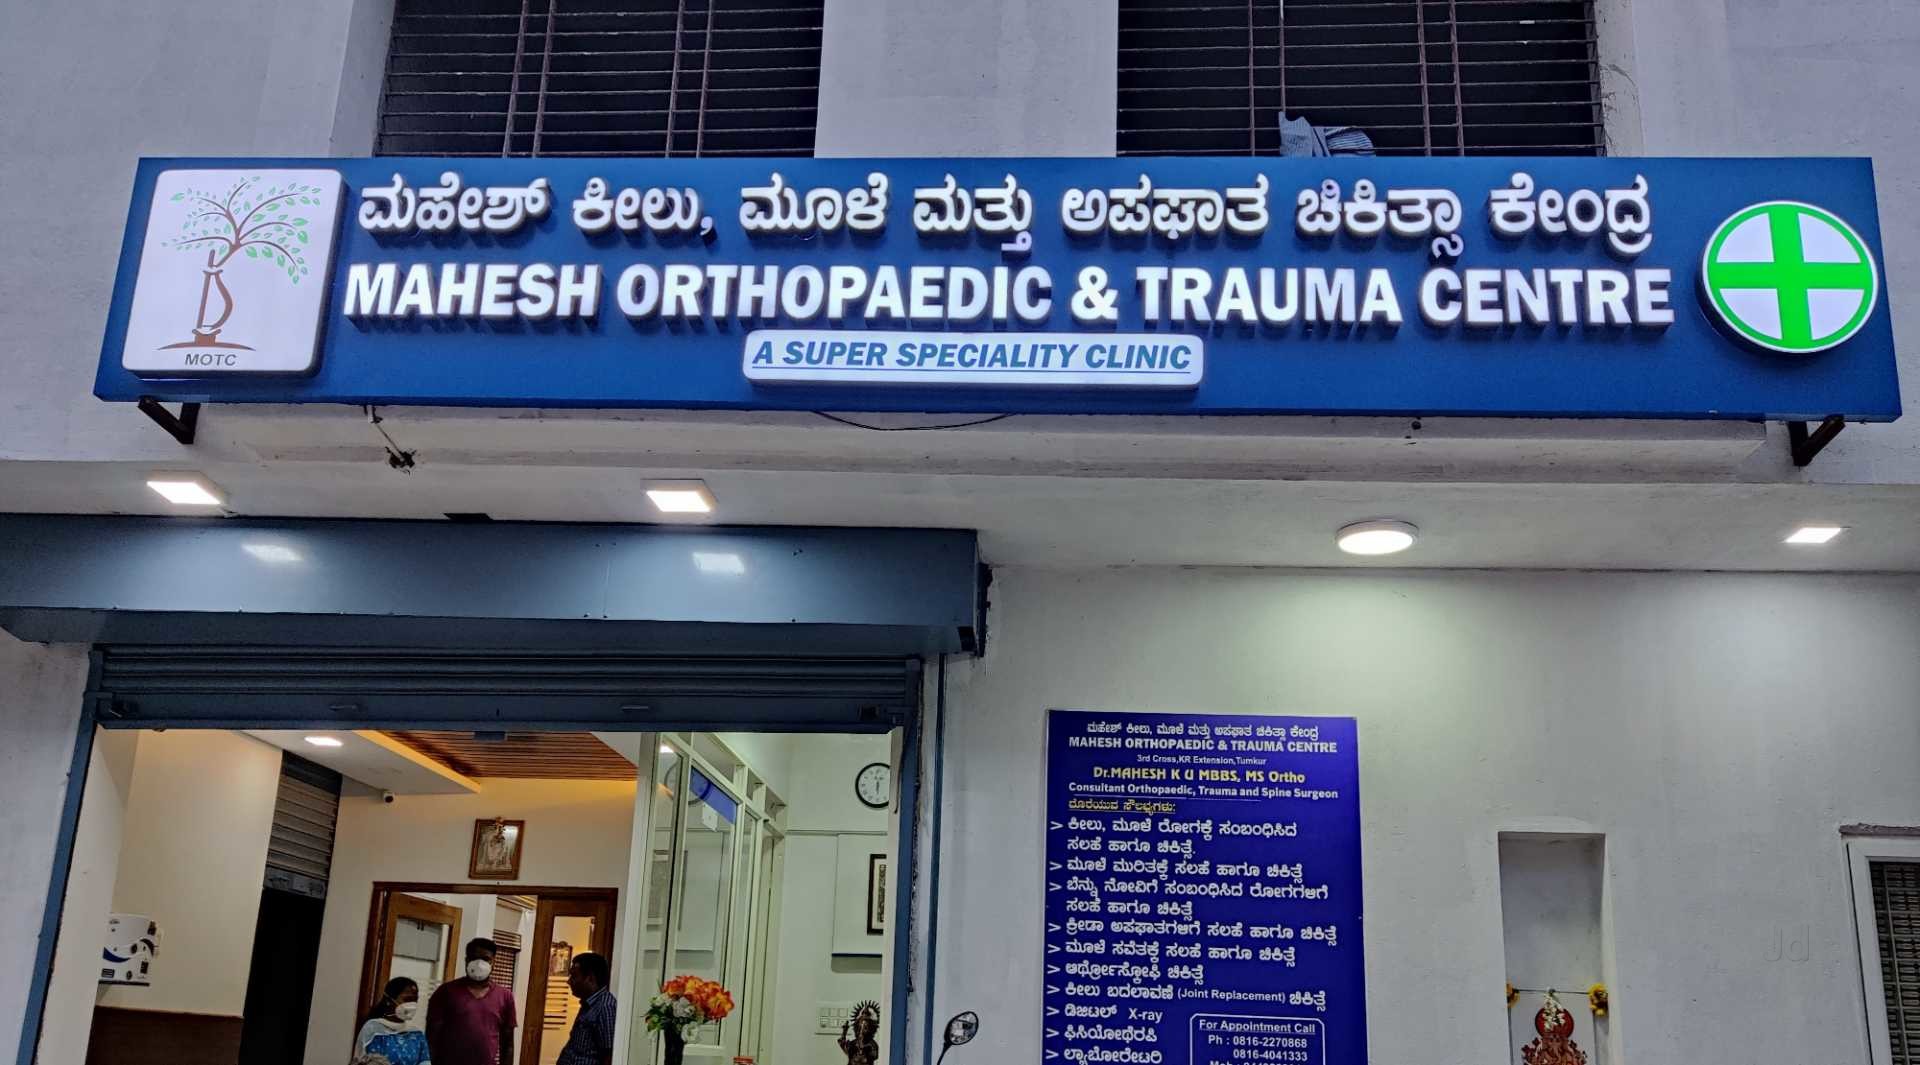 ಮಹೇಶ್ ಕೀಲು, ಮೂಳೆ ಮತ್ತು ಅಪಘಾತ ಚಿಕಿತ್ಸಾ ಕೇಂದ್ರ
MAHESH ORTHOPAEDIC & TRAUMA CENTRE
A SUPER SPECIALITY CLINIC
MOTC
ಮಹೇಶ್ ಕೀಲು, ಮೂಳೆ ಮತ್ತು ಅಪಘಾತ ಚಿಕಿತ್ಸಾ ಕೇಂದ್ರ
MAHESH ORTHOPAEDIC & TRAUMA CENTRE
3rd Cross,KR Extension,Tumkur
Dr.MAHESH K U MBBS, MS Ortho
Consultant Orthopaedic, Trauma and Spine Surgeon
ದೊರೆಯುವ ಸೌಲಭ್ಯಗಳು:
> ಕೀಲು, ಮೂಳೆ ರೋಗಕ್ಕೆ ಸಂಬಂಧಿಸಿದ
ಸಲಹೆ ಹಾಗೂ ಚಿಕಿತ್ಸೆ.
> ಮೂಳೆ ಮುರಿತಕ್ಕೆ ಸಲಹೆ ಹಾಗೂ ಚಿಕಿತ್ಸೆ
> ಬೆನ್ನು ನೋವಿಗೆ ಸಂಬಂಧಿಸಿದ ರೋಗಗಳಿಗೆ
ಸಲಹೆ ಹಾಗೂ ಚಿಕಿತ್ಸೆ
> ಕ್ರೀಡಾ ಅಪಘಾತಗಳಿಗೆ ಸಲಹೆ ಹಾಗೂ ಚಿಕಿತ್ಸೆ
> ಮೂಳೆ ಸವೆತಕ್ಕೆ ಸಲಹೆ ಹಾಗೂ ಚಿಕಿತ್ಸೆ
> ಆರ್ಥ್ರೋಸ್ಕೋಪಿ ಚಿಕಿತ್ಸೆ
> ಕೀಲು ಬದಲಾವಣೆ (Joint Replacement) ಚಿಕಿತ್ಸೆ
> ಡಿಜಿಟಲ್ X-ray
> ಫಿಸಿಯೋಥೆರಪಿ
> ಲ್ಯಾಬೋರೇಟರಿ
For Appointment Call
Ph : 0816-2270868
0816-4041333
Jd